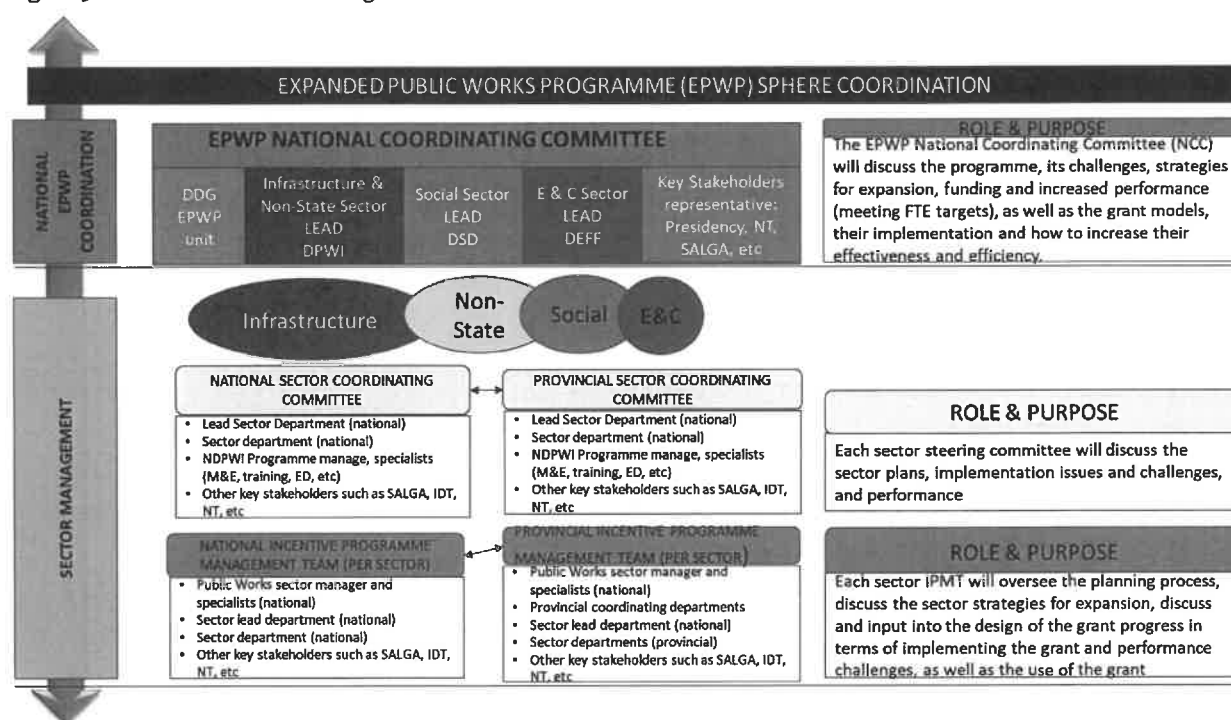 EXPANDED PUBLIC WORKS PROGRAMME (EPWP) SPHERE COORDINATION
NATIONAL
EPWP
COORDINATION
EPWP NATIONAL COORDINATING COMMITTEE
DDG
EPWP
unit
Infrastructure &
Non-State Sector
LEAD
DPWI
Social Sector
LEAD
DSD
E & C Sector
LEAD
DEFF
Key Stakeholders
representative:
Presidency, NT,
SALGA, etc
ROLE & PURPOSE
The EPWP National Coordinating Committee (NCC)
will discuss the programme, its challenges, strategies
for expansion, funding and increased performance
(meeting FTE targets), as well as the grant models,
their implementation and how to increase their
effectiveness and efficiency.
SECTOR MANAGEMENT
Infrastructure
Non-
State
Social
E&C
NATIONAL SECTOR COORDINATING
COMMITTEE
• Lead Sector Department (national)
• Sector department (national)
• NDPWI Programme manage, specialists
(M&E, training, ED, etc)
• Other key stakeholders such as SALGA, IDT,
NT, etc
PROVINCIAL SECTOR COORDINATING
COMMITTEE
• Lead Sector Department (national)
• Sector department (national)
• NDPWI Programme manage, specialists
(M&E, training, ED, etc)
• Other key stakeholders such as SALGA, IDT,
NT, etc
ROLE & PURPOSE
Each sector steering committee will discuss the
sector plans, implementation issues and challenges,
and performance
NATIONAL INCENTIVE PROGRAMME
MANAGEMENT TEAM (PER SECTOR)
• Public Works sector manager and
specialists (national)
• Sector lead department (national)
• Sector department (national)
• Other key stakeholders such as SALGA, IDT,
NT, etc
PROVINCIAL INCENTIVE PROGRAMME
MANAGEMENT TEAM (PER SECTOR)
• Public Works sector manager and
specialists (national)
• Provincial coordinating departments
• Sector lead department (national)
• Sector departments (provincial)
• Other key stakeholders such as SALGA, IDT,
NT, etc
ROLE & PURPOSE
Each sector IPMT will oversee the planning process,
discuss the sector strategies for expansion, discuss
and input into the design of the grant progress in
terms of implementing the grant and performance
challenges, as well as the use of the grant